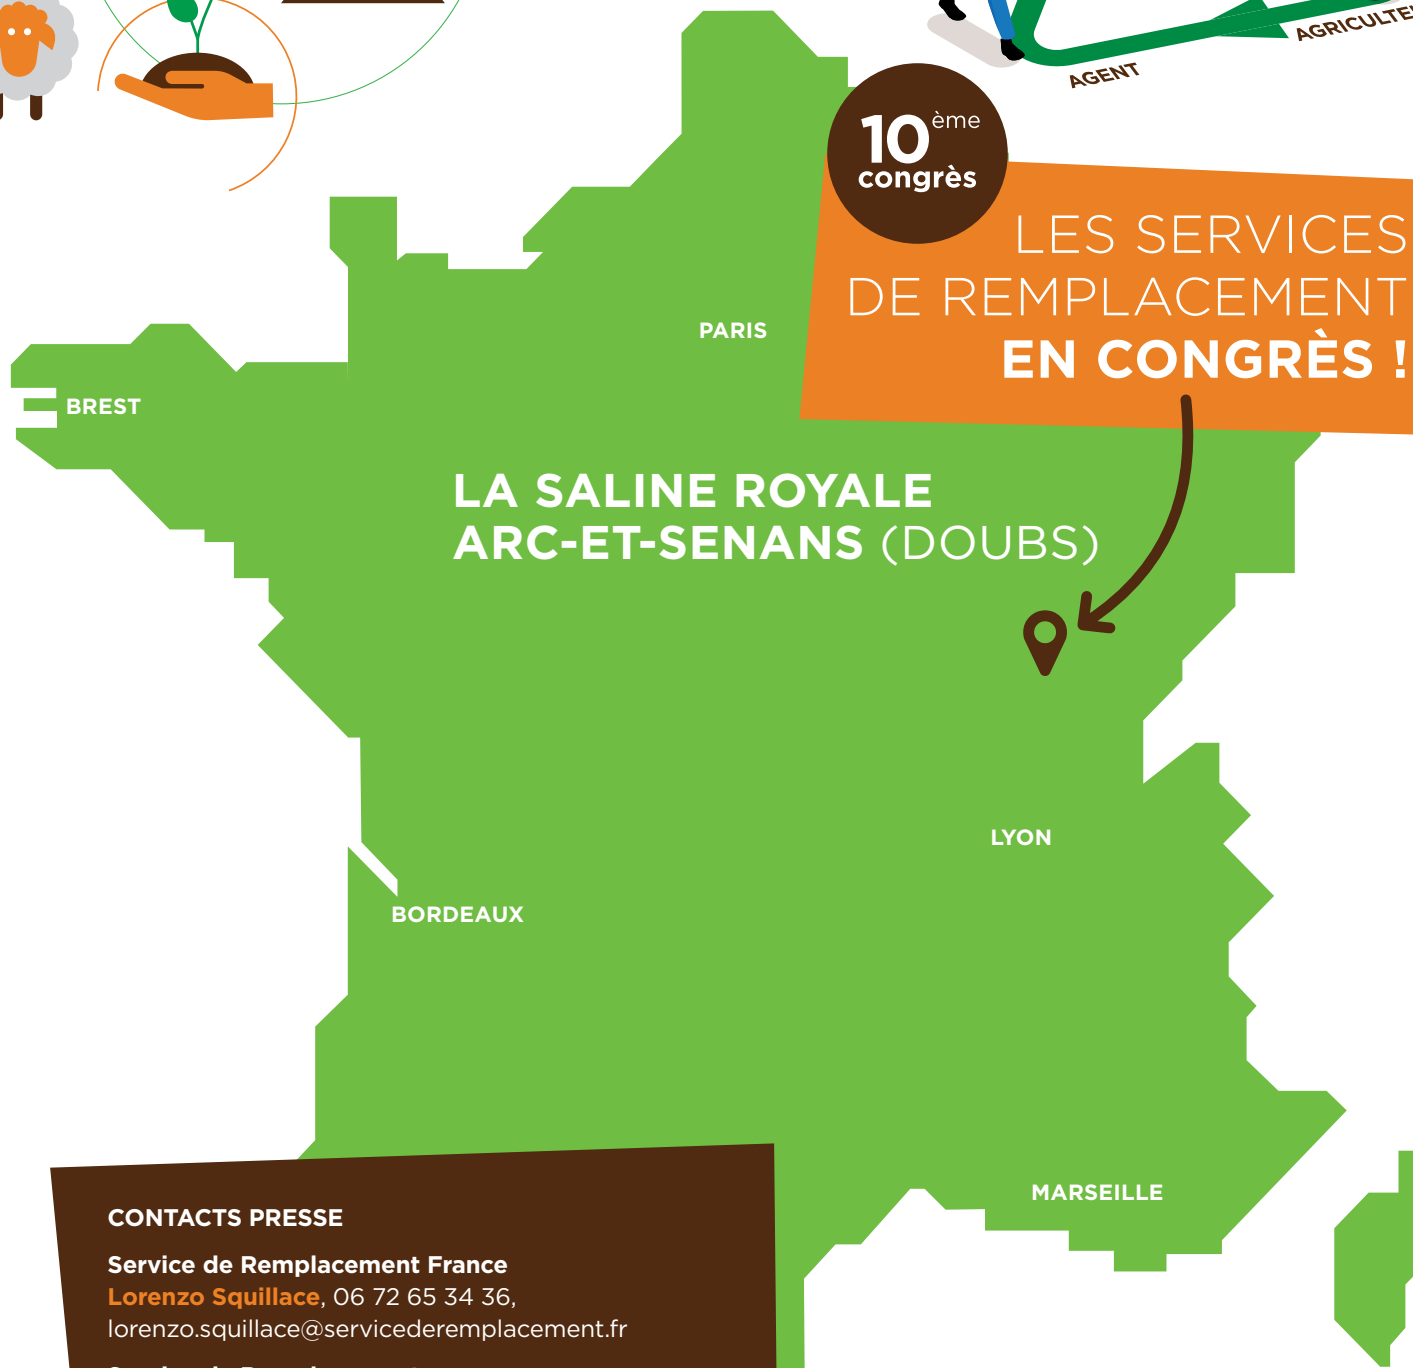 AGENT
10ème
congrès
LES SERVICES
DE REMPLACEMENT
EN CONGRÈS !
PARIS
BREST
LA SALINE ROYALE
ARC-ET-SENANS (DOUBS)
LYON
BORDEAUX
MARSEILLE
CONTACTS PRESSE
Service de Remplacement France
Lorenzo Squillace, 06 72 65 34 36,
lorenzo.squillace@servicederemplacement.fr